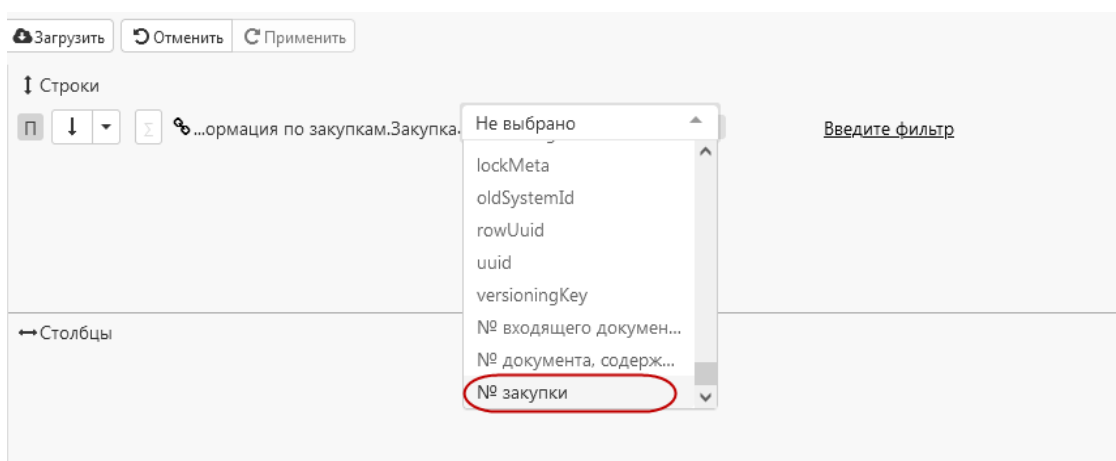 Загрузить Отменить Применить
Строки
П Σ ...ормация по закупкам.Закупка. Не выбрано Введите фильтр
lockMeta
oldSystemId
rowUuid
uuid
versioningKey
№ входящего докумен...
Столбцы
№ документа, содерж...
№ закупки